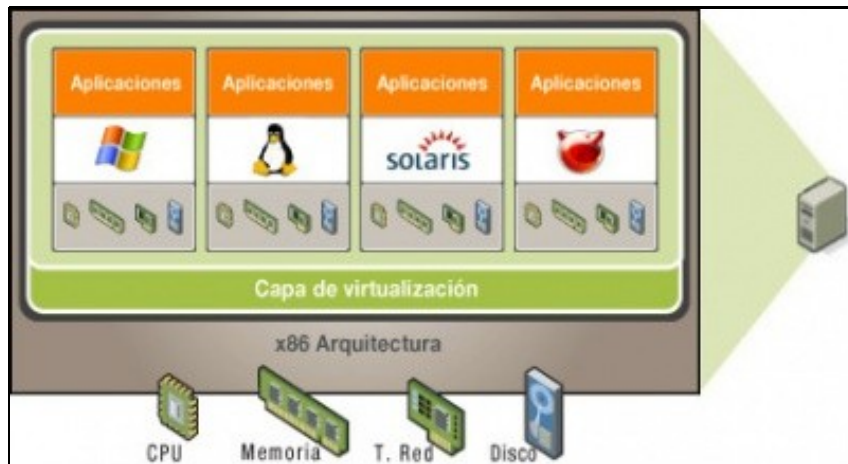 Aplicaciones Aplicaciones Aplicaciones Aplicaciones
solaris
Capa de virtualización
x86 Arquitectura
CPU Memoria T. Red Disco